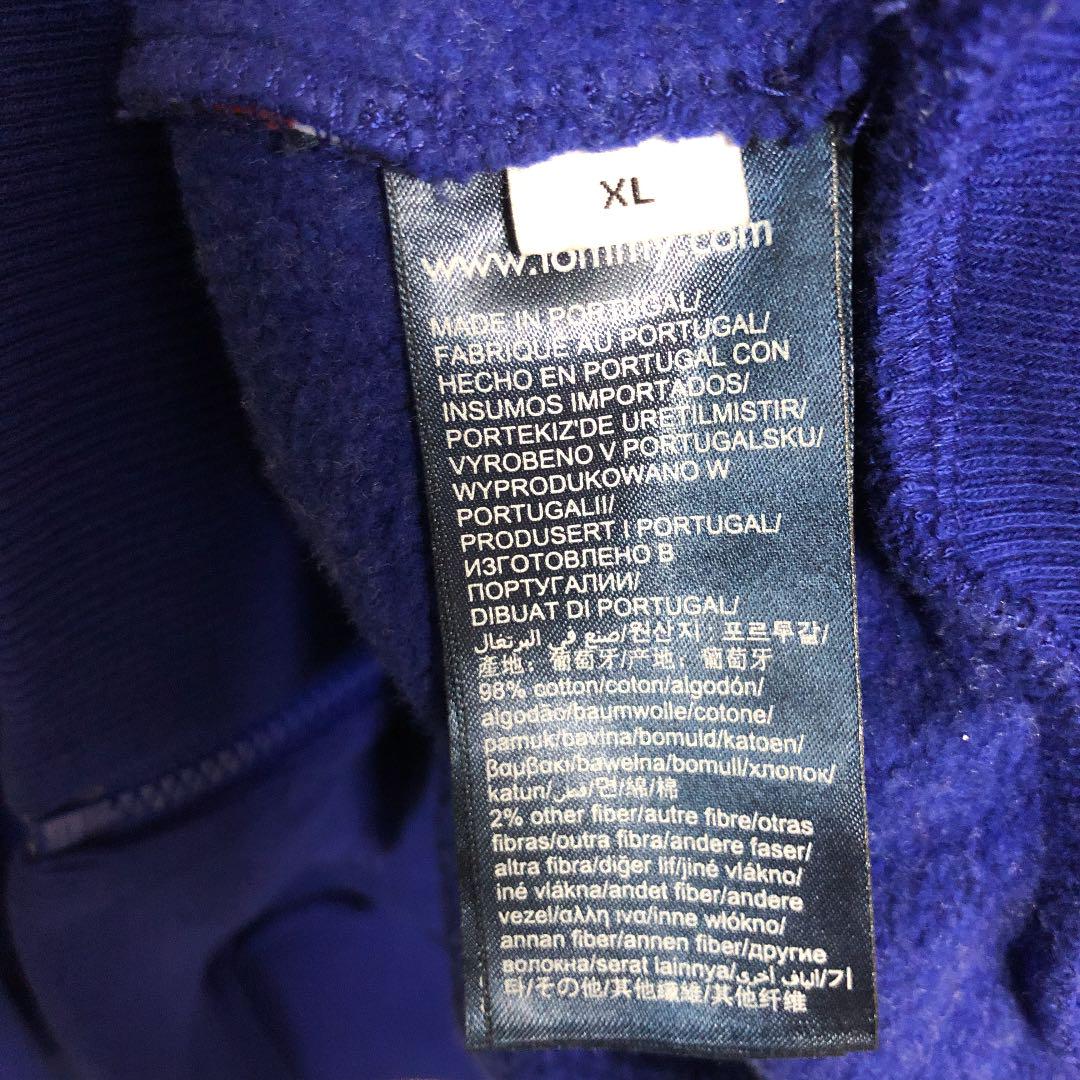 XL
www.tommy.com
MADE IN PORTUGAL/
FABRIQUE AU PORTUGAL/
HECHO EN PORTUGAL CON
INSUMOS IMPORTADOS/
PORTEKIZ'DE URETILMISTIR/
VYROBENO V PORTUGALSKU/
WYPRODUKOWANO W
PORTUGALII/
PRODUSERT I PORTUGAL/
ИЗГОТОВЛЕНО В
ПОРТУГАЛИИ/
DIBUAT DI PORTUGAL/
صنع في البرتغال/원산지: 포르투갈/
產地: 葡萄牙/产地: 葡萄牙
98% cotton/coton/algodón/
algodão/baumwolle/cotone/
pamuk/bavlna/bomuld/katoen/
βαμβακι/bawełna/bomull/хлопок/
katun/قطن/면/綿/棉
2% other fiber/autre fibre/otras
fibras/outra fibra/andere faser/
altra fibra/diğer lif/jiné vlákno/
iné vlákna/andet fiber/andere
vezel/αλλη ινα/inne włókno/
annan fiber/annen fiber/другие
волокна/serat lainnya/الياف أخرى/기
타/その他/其他纖維/其他纤维